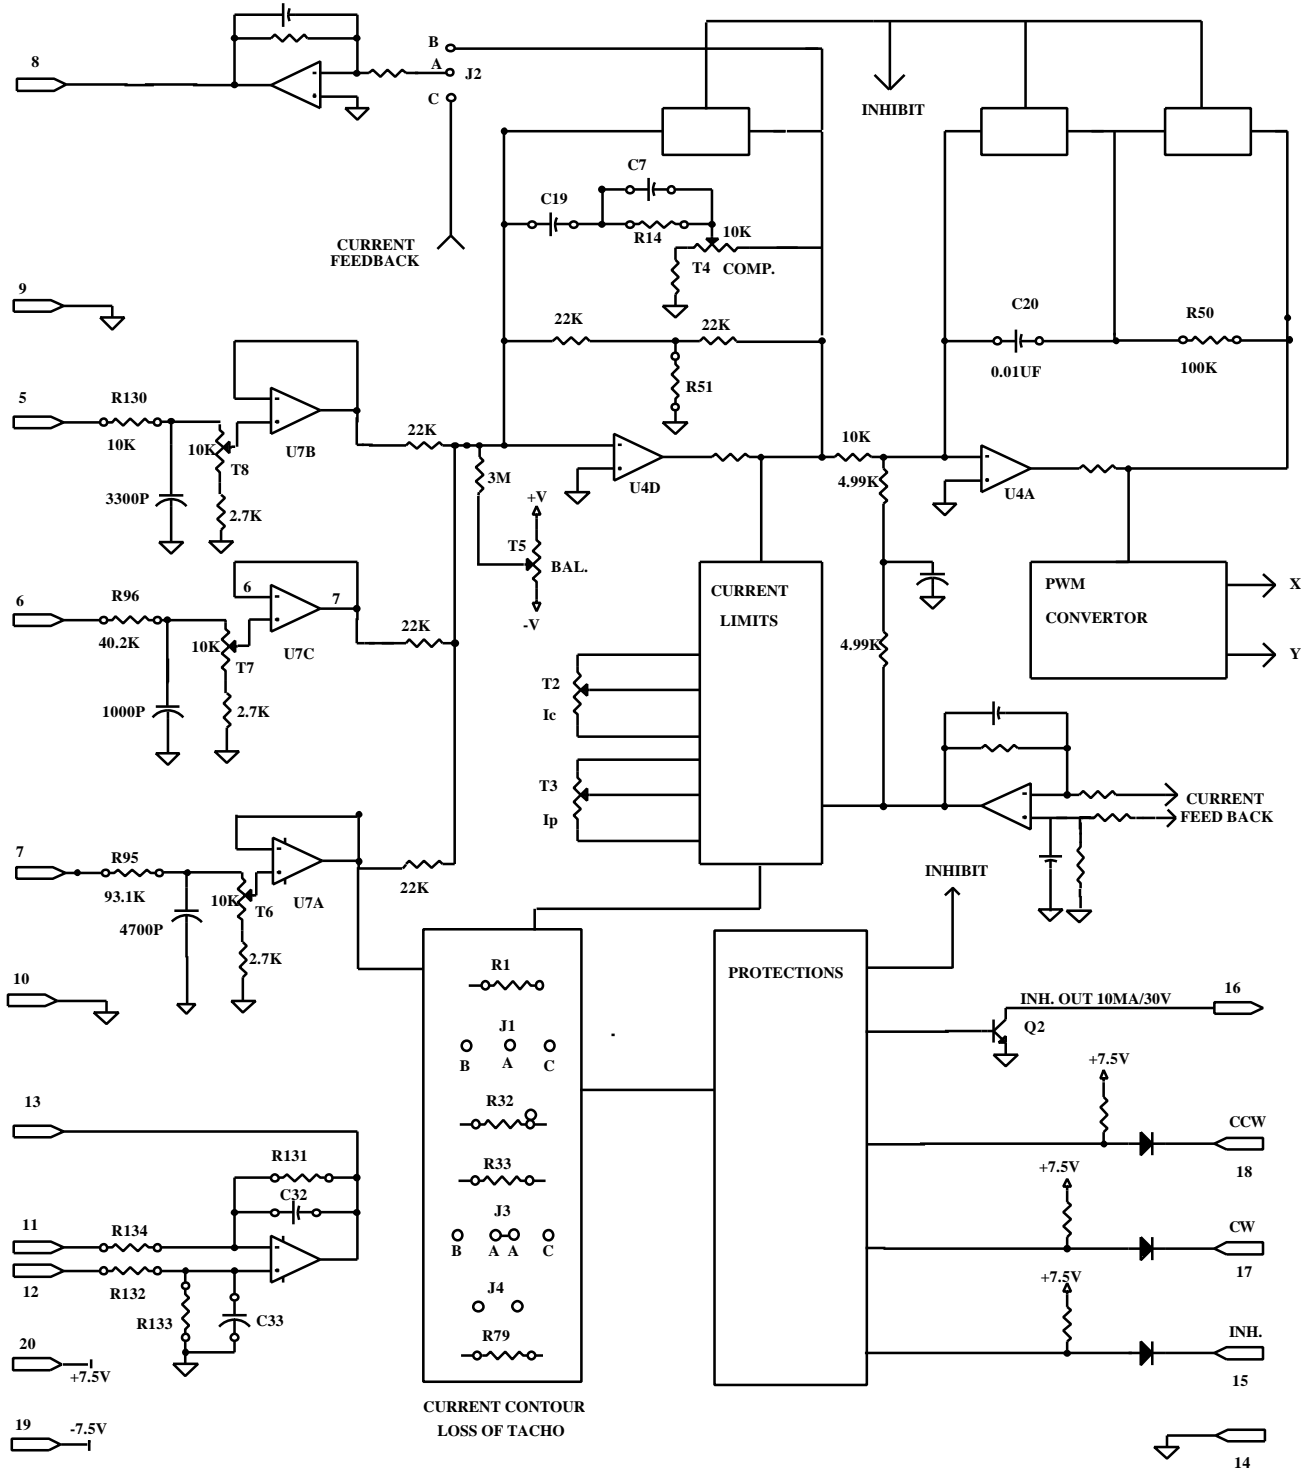 B
8
A
J2
C
INHIBIT
C7
C19
10K
R14
T4
COMP.
CURRENT
FEEDBACK
9
C20
22K
22K
R50
0.01UF
100K
R51
R130
5
10K
10K
T8
U7B
22K
10K
3M
U4D
4.99K
U4A
3300P
2.7K
+V
T5
BAL.
-V
6
7
R96
6
40.2K
10K
T7
U7C
22K
1000P
2.7K
CURRENT
LIMITS
PWM
CONVERTOR
X
Y
4.99K
T2
Ic
T3
Ip
CURRENT
FEED BACK
7
R95
93.1K
10K
T6
U7A
22K
4700P
2.7K
INHIBIT
10
R1
PROTECTIONS
INH. OUT 10MA/30V
16
Q2
J1
B
A
C
+7.5V
13
R32
CCW
18
R131
R33
+7.5V
C32
J3
11
R134
B
A
A
C
CW
17
12
R132
+7.5V
J4
R133
C33
20
+7.5V
R79
INH.
15
CURRENT CONTOUR
LOSS OF TACHO
19
-7.5V
14